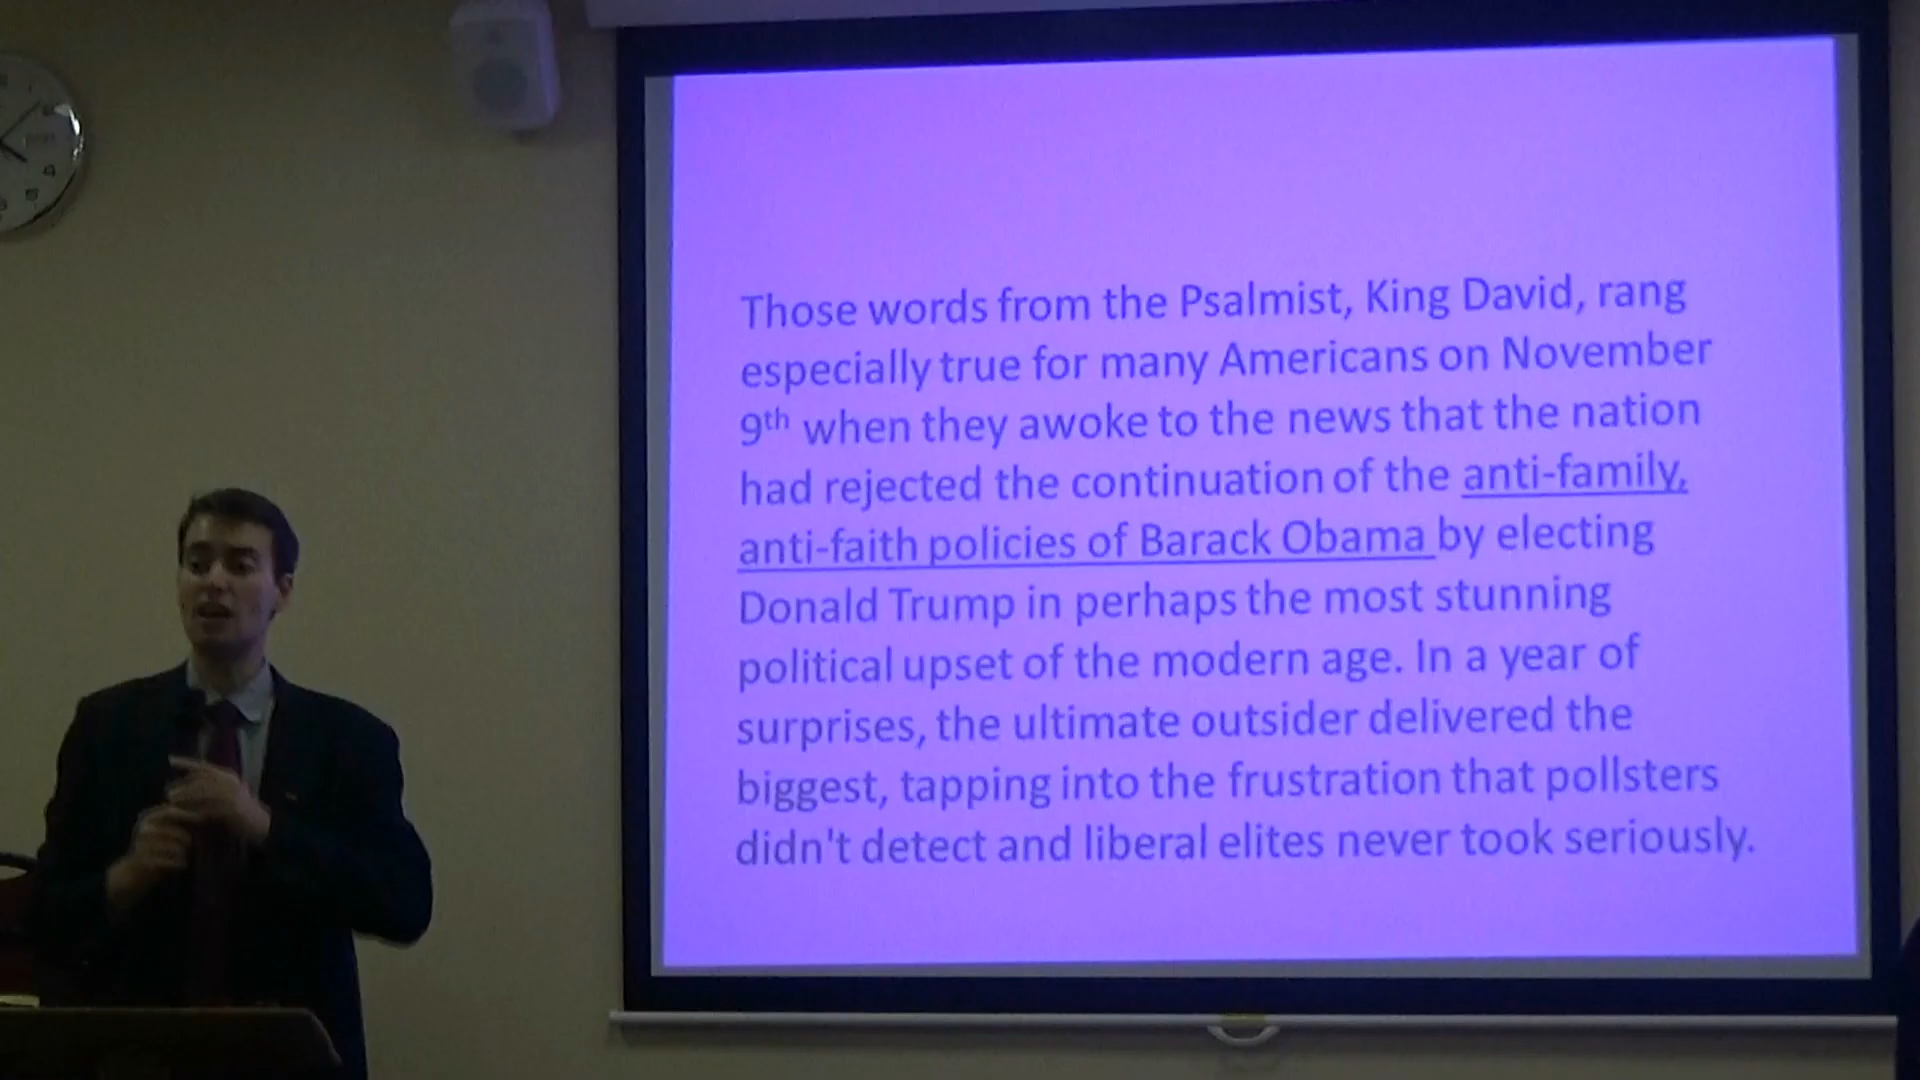 Those words from the Psalmist, King David, rang
especially true for many Americans on November
9th when they awoke to the news that the nation
had rejected the continuation of the anti-family,
anti-faith policies of Barack Obama by electing
Donald Trump in perhaps the most stunning
political upset of the modern age. In a year of
surprises, the ultimate outsider delivered the
biggest, tapping into the frustration that pollsters
didn't detect and liberal elites never took seriously.